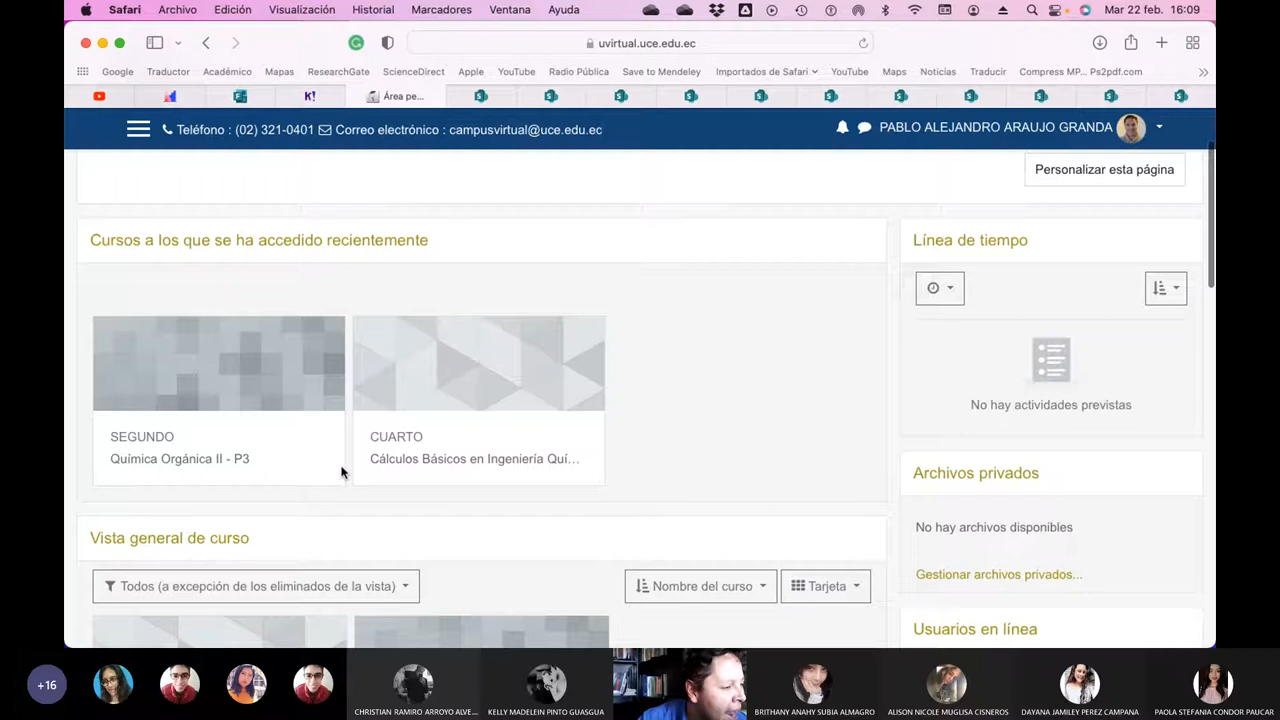 Safari Archivo Edición Visualización Historial Marcadores Ventana Ayuda Mar 22 feb. 16:09
uvirtual.uce.edu.ec
Google Traductor Académico Mapas ResearchGate ScienceDirect Apple YouTube Radio Pública Save to Mendeley Importados de Safari YouTube Maps Noticias Traducir Compress MP... Ps2pdf.com
Área pe...
Teléfono : (02) 321-0401 Correo electrónico : campusvirtual@uce.edu.ec PABLO ALEJANDRO ARAUJO GRANDA
Personalizar esta página
Cursos a los que se ha accedido recientemente
SEGUNDO
Química Orgánica II - P3
CUARTO
Cálculos Básicos en Ingeniería Quí...
Vista general de curso
Todos (a excepción de los eliminados de la vista) Nombre del curso Tarjeta
Línea de tiempo
No hay actividades previstas
Archivos privados
No hay archivos disponibles
Gestionar archivos privados...
Usuarios en línea
+16
CHRISTIAN RAMIRO ARROYO ALVE... KELLY MADELEIN PINTO GUASGUA BRITHANY ANAHY SUBIA ALMAGRO ALISON NICOLE MUGLISA CISNEROS DAYANA JAMILEY PEREZ CAMPANA PAOLA STEFANIA CONDOR PAUCAR